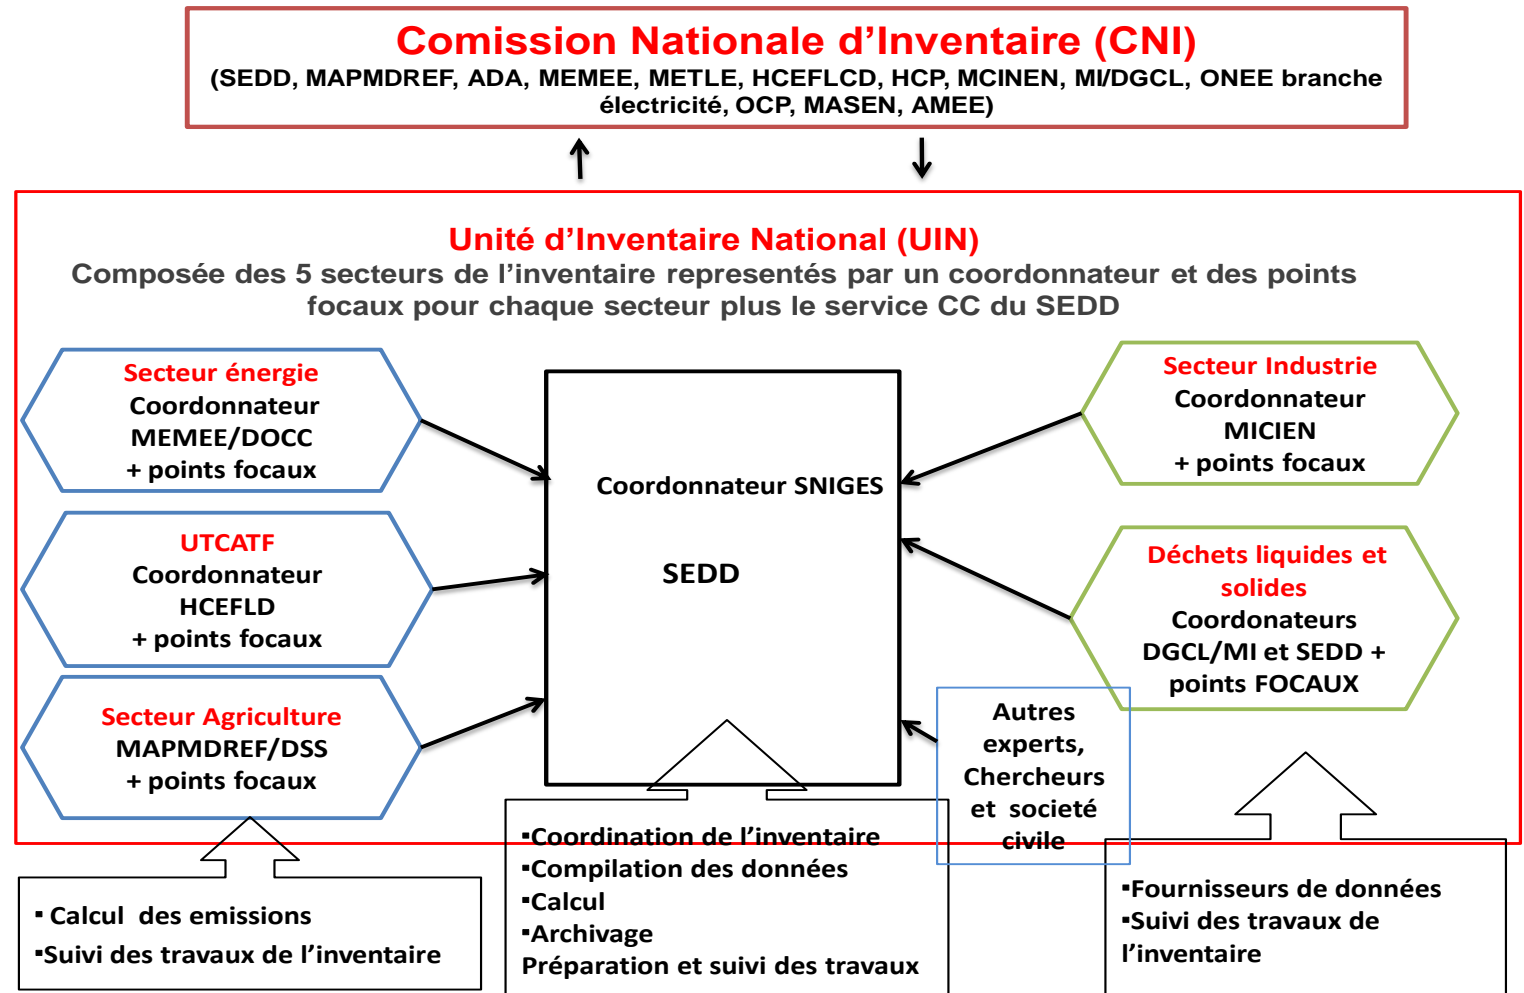 Comission Nationale d’Inventaire (CNI)
(SEDD, MAPMDREF, ADA, MEMEE, METLE, HCEFLCD, HCP, MCINEN, MI/DGCL, ONEE branche
électricité, OCP, MASEN, AMEE)
Unité d’Inventaire National (UIN)
Composée des 5 secteurs de l’inventaire representés par un coordonnateur et des points
focaux pour chaque secteur plus le service CC du SEDD
Secteur énergie
Coordonnateur
MEMEE/DOCC
+ points focaux
UTCATF
Coordonnateur
HCEFLD
+ points focaux
Secteur Agriculture
MAPMDREF/DSS
+ points focaux
Coordonnateur SNIGES
SEDD
Secteur Industrie
Coordonnateur
MICIEN
+ points focaux
Déchets liquides et
solides
Coordonateurs
DGCL/MI et SEDD +
points FOCAUX
Autres
experts,
Chercheurs
et societé
civile
▪ Calcul des emissions
▪Suivi des travaux de l’inventaire
▪Coordination de l’inventaire
▪Compilation des données
▪Calcul
▪Archivage
Préparation et suivi des travaux
▪Fournisseurs de données
▪Suivi des travaux de
l’inventaire